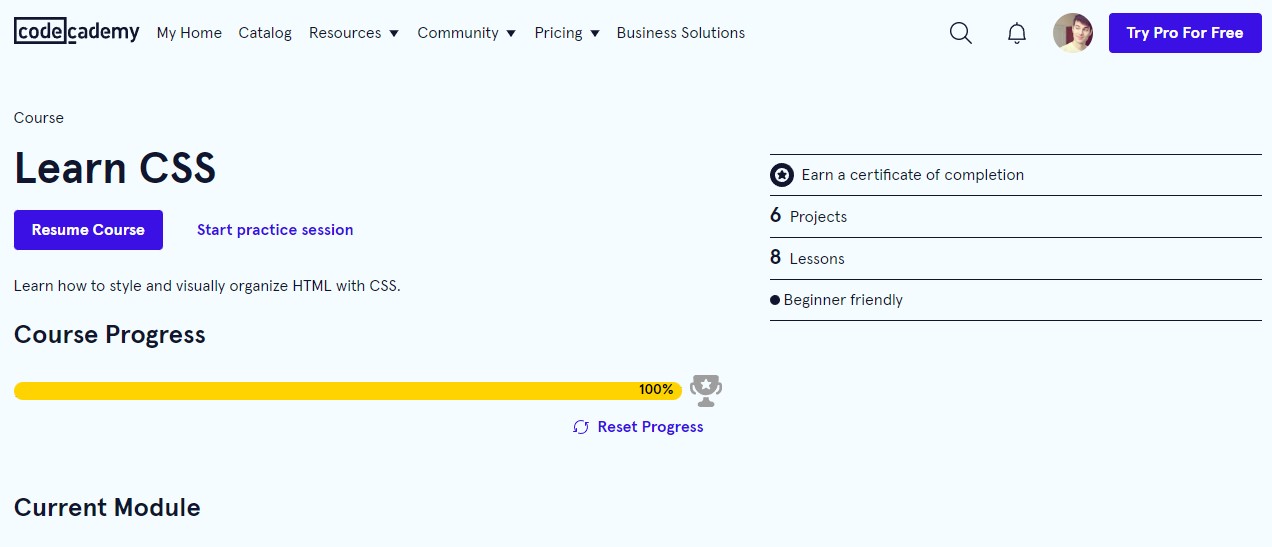 codecademy My Home Catalog Resources Community Pricing Business Solutions Try Pro For Free
Course
Learn CSS
Resume Course Start practice session
Learn how to style and visually organize HTML with CSS.
Course Progress
100%
Reset Progress
Current Module
Earn a certificate of completion
6 Projects
8 Lessons
Beginner friendly